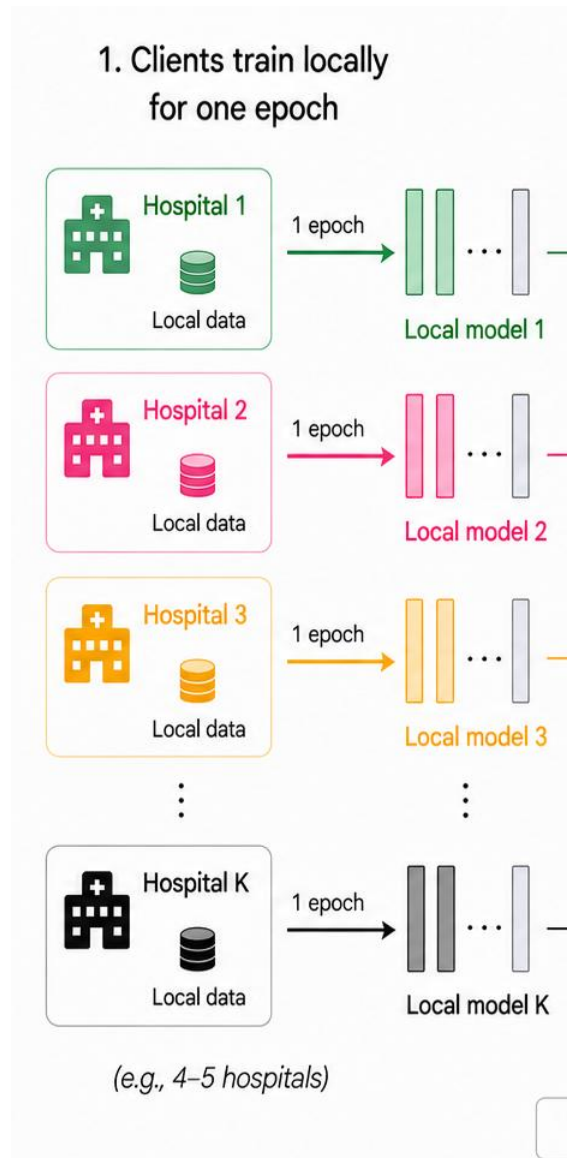 1. Clients train locally
for one epoch
Hospital 1
Local data
1 epoch
...
Local model 1
Hospital 2
Local data
1 epoch
...
Local model 2
Hospital 3
Local data
1 epoch
...
Local model 3
Hospital K
Local data
1 epoch
...
Local model K
(e.g., 4–5 hospitals)